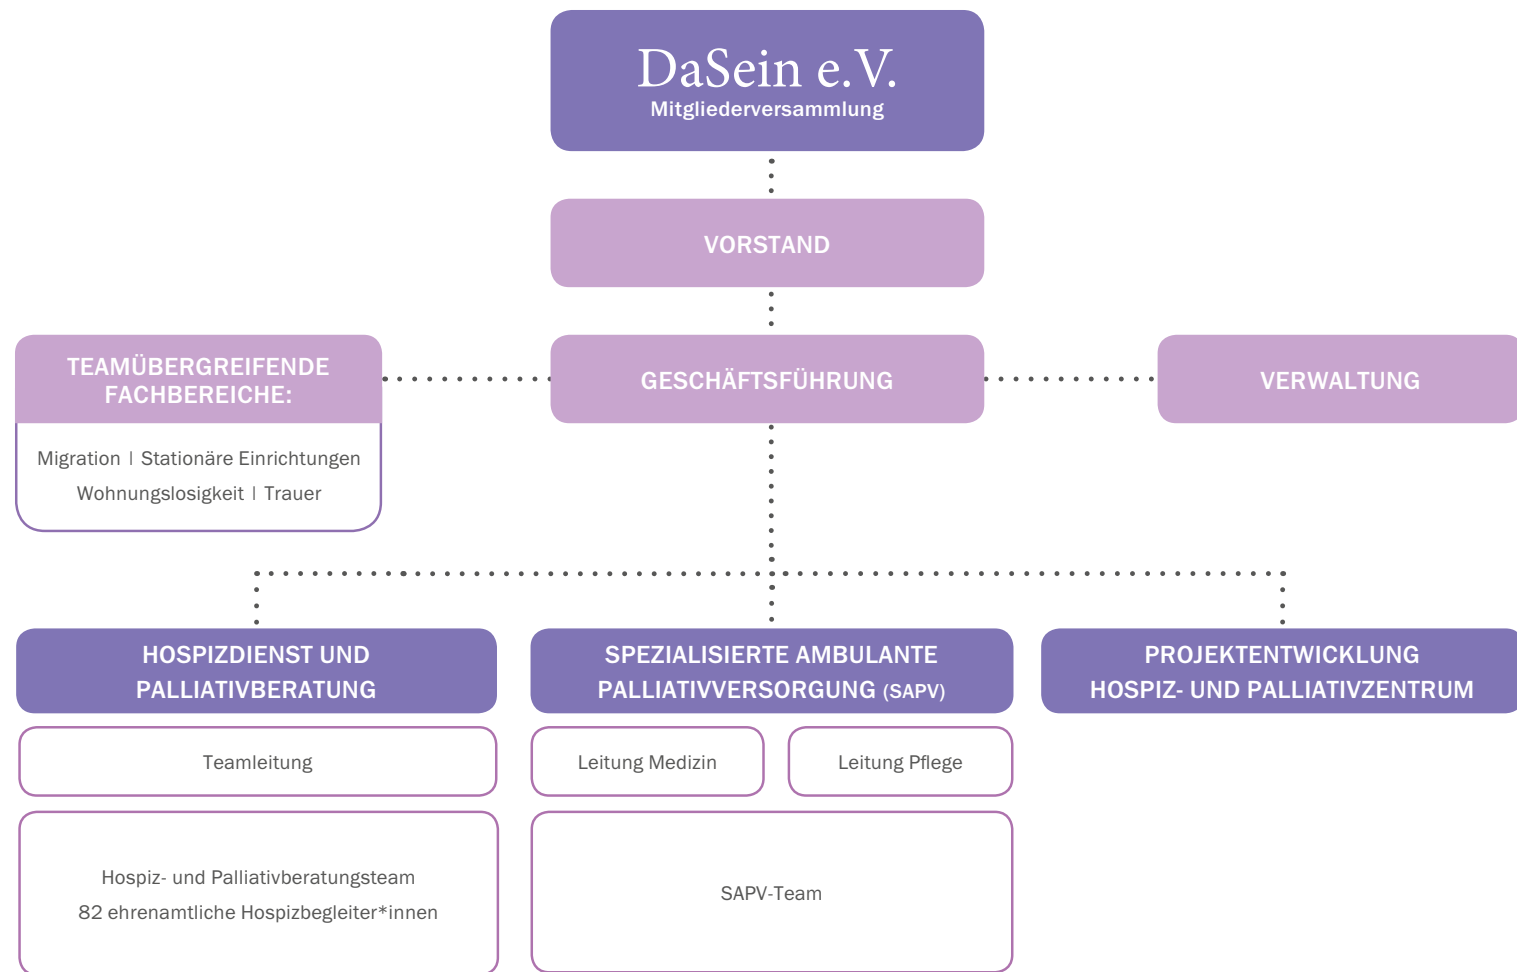 DaSein e.V.
Mitgliederversammlung
VORSTAND
TEAMÜBERGREIFENDE
FACHBEREICHE:
Migration | Stationäre Einrichtungen
Wohnungslosigkeit | Trauer
GESCHÄFTSFÜHRUNG
VERWALTUNG
HOSPIZDIENST UND
PALLIATIVBERATUNG
Teamleitung
Hospiz- und Palliativberatungsteam
82 ehrenamtliche Hospizbegleiter*innen
SPEZIALISIERTE AMBULANTE
PALLIATIVVERSORGUNG (SAPV)
Leitung Medizin
Leitung Pflege
SAPV-Team
PROJEKTENTWICKLUNG
HOSPIZ- UND PALLIATIVZENTRUM